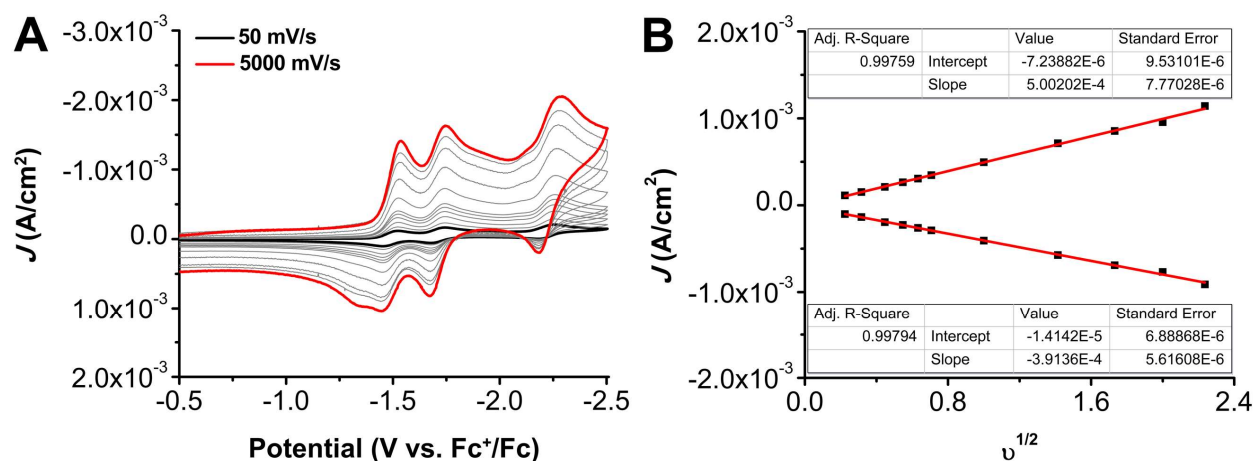 A
-3.0x10⁻³
-2.0x10⁻³
-1.0x10⁻³
0.0
1.0x10⁻³
2.0x10⁻³
J (A/cm²)
50 mV/s
5000 mV/s
-0.5
-1.0
-1.5
-2.0
-2.5
Potential (V vs. Fc⁺/Fc)
B
2.0x10⁻³
1.0x10⁻³
0.0
-1.0x10⁻³
-2.0x10⁻³
J (A/cm²)
Adj. R-Square Value Standard Error
0.99759 Intercept -7.23882E-6 9.53101E-6
Slope 5.00202E-4 7.77028E-6
Adj. R-Square Value Standard Error
0.99794 Intercept -1.4142E-5 6.88868E-6
Slope -3.9136E-4 5.61608E-6
0.0
0.8
1.6
2.4
υ¹/²